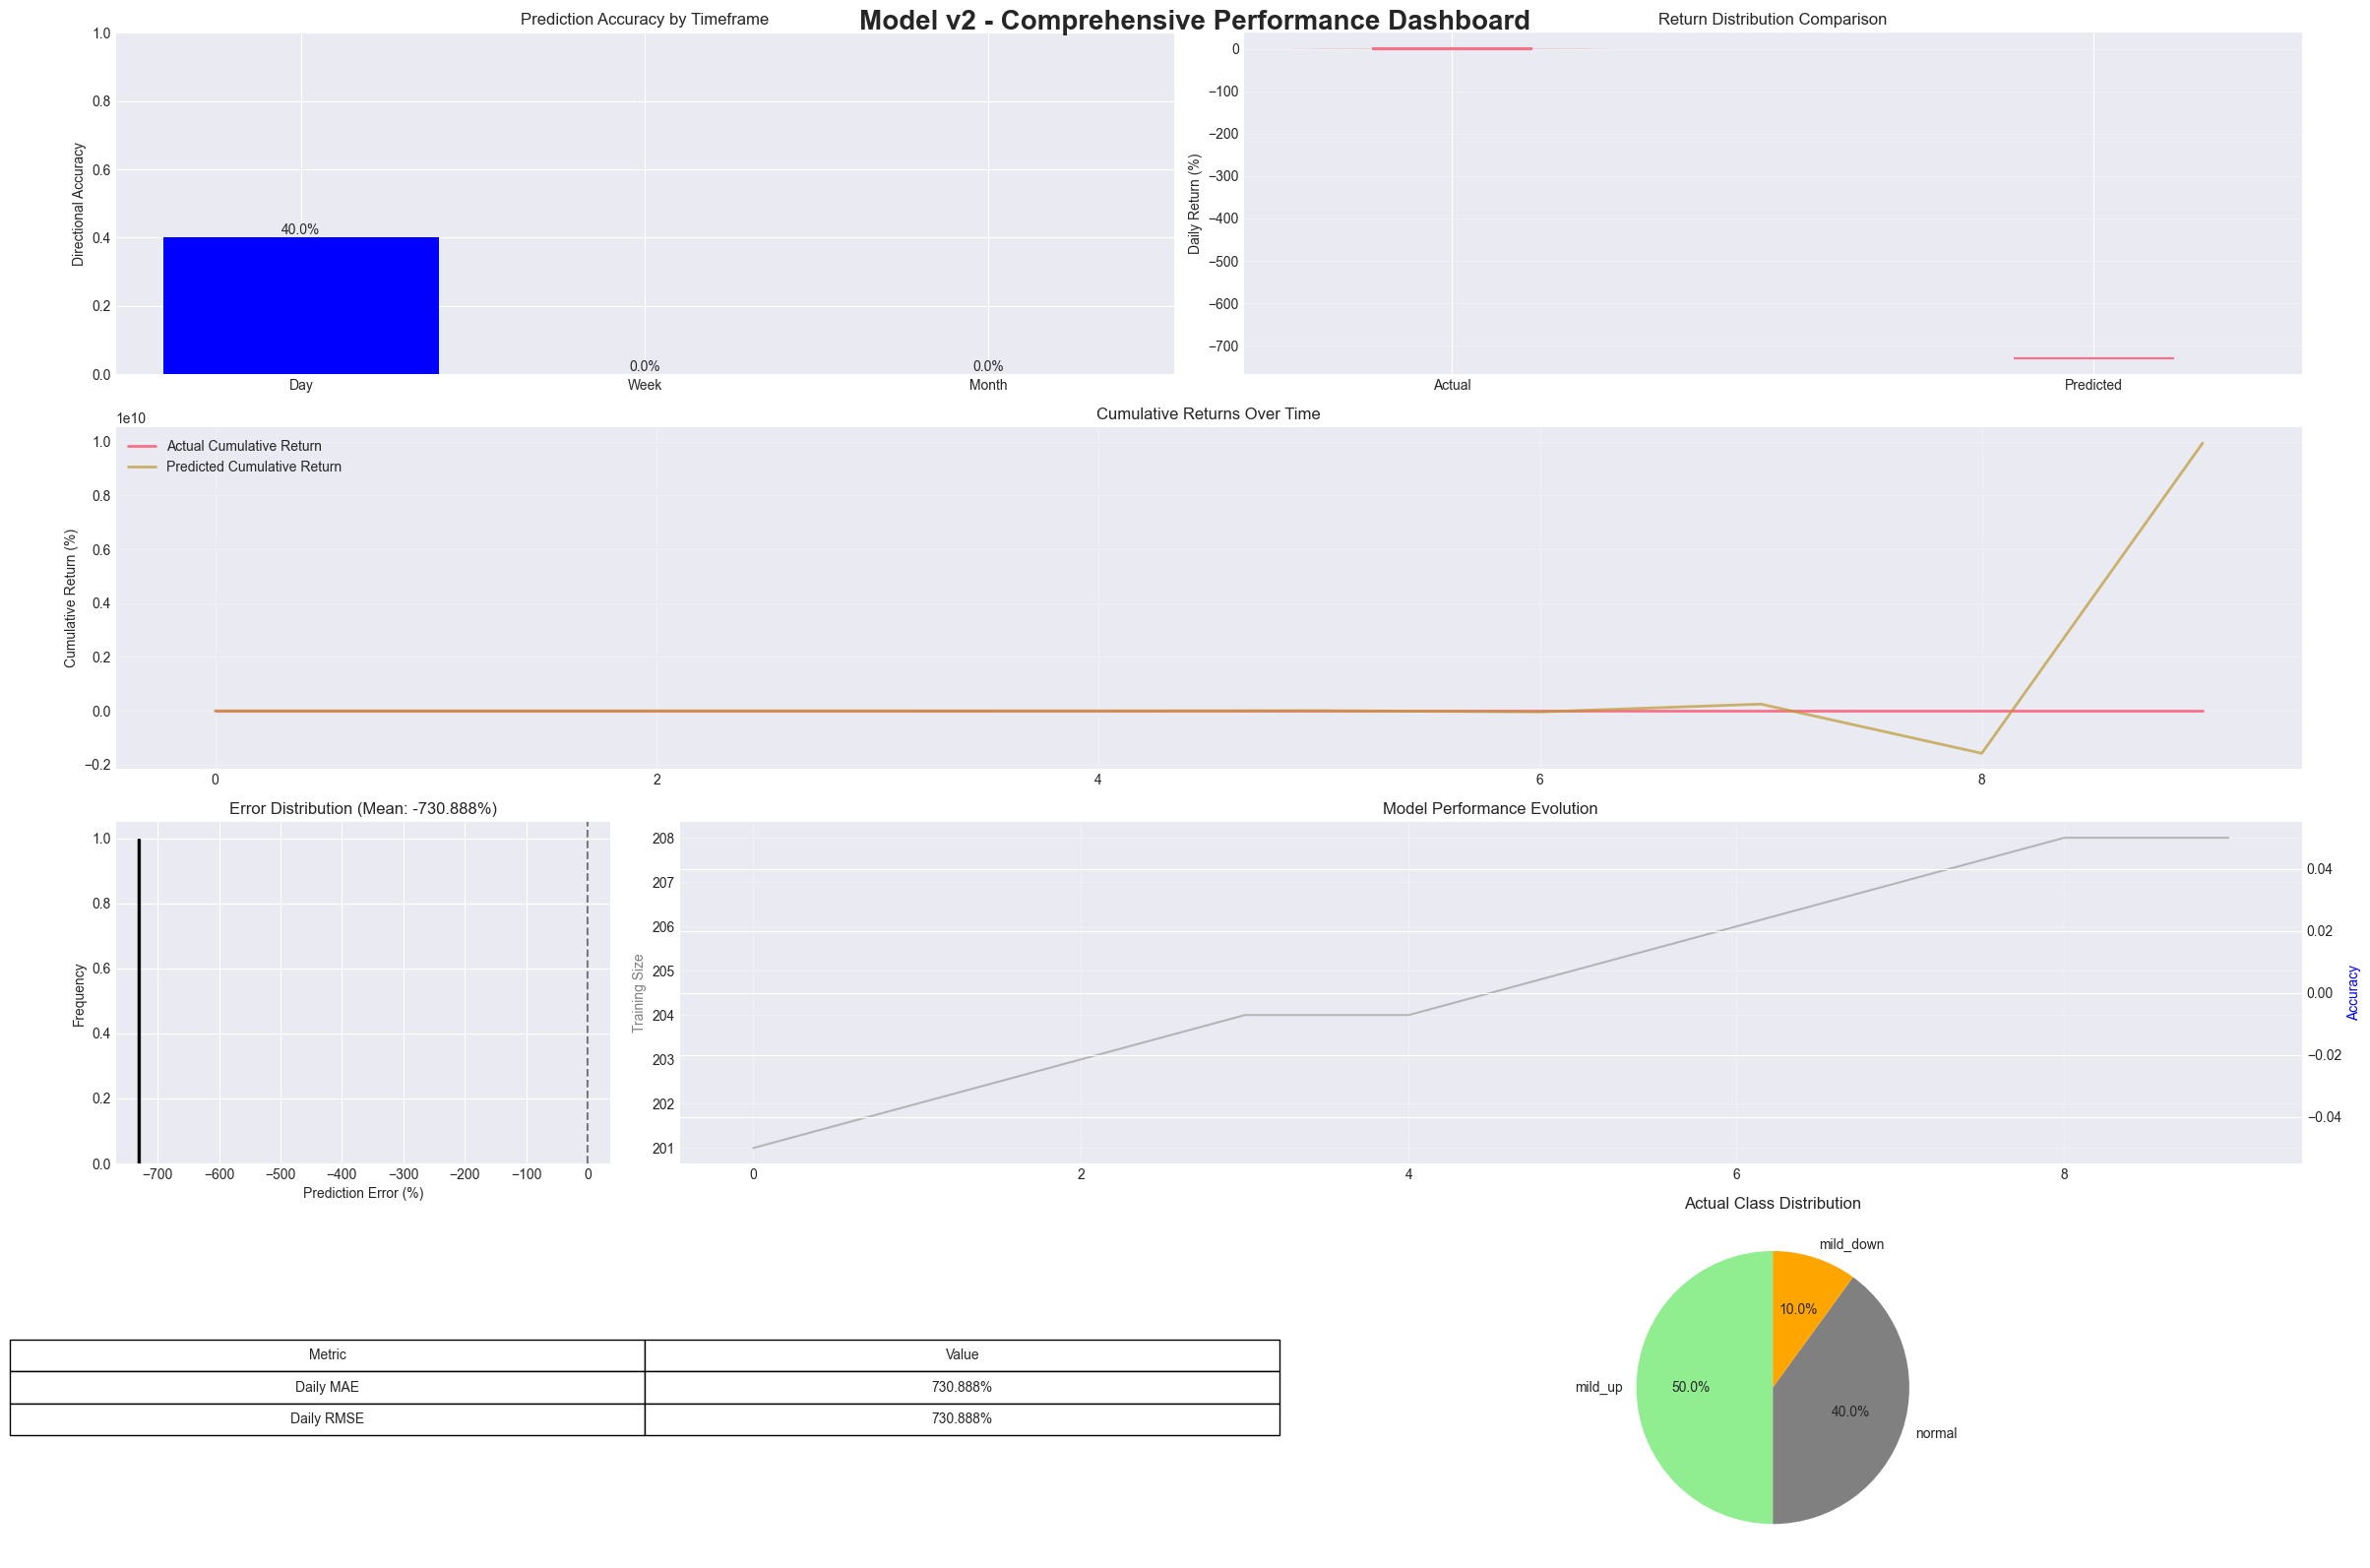 Model v2 - Comprehensive Performance Dashboard
Prediction Accuracy by Timeframe
Directional Accuracy
1.0
0.8
0.6
0.4
0.2
0.0
40.0%
0.0%
0.0%
Day Week Month
Return Distribution Comparison
Daily Return (%)
0
−100
−200
−300
−400
−500
−600
−700
Actual Predicted
Cumulative Returns Over Time
1e10
Cumulative Return (%)
1.0
0.8
0.6
0.4
0.2
0.0
−0.2
Actual Cumulative Return
Predicted Cumulative Return
0 2 4 6 8
Error Distribution (Mean: -730.888%)
Frequency
1.0
0.8
0.6
0.4
0.2
0.0
−700 −600 −500 −400 −300 −200 −100 0
Prediction Error (%)
Model Performance Evolution
Training Size
208
207
206
205
204
203
202
201
0 2 4 6 8
0.04
0.02
0.00
−0.02
−0.04
Accuracy
Metric Value
Daily MAE 730.888%
Daily RMSE 730.888%
Actual Class Distribution
mild_down
10.0%
mild_up
50.0%
40.0%
normal